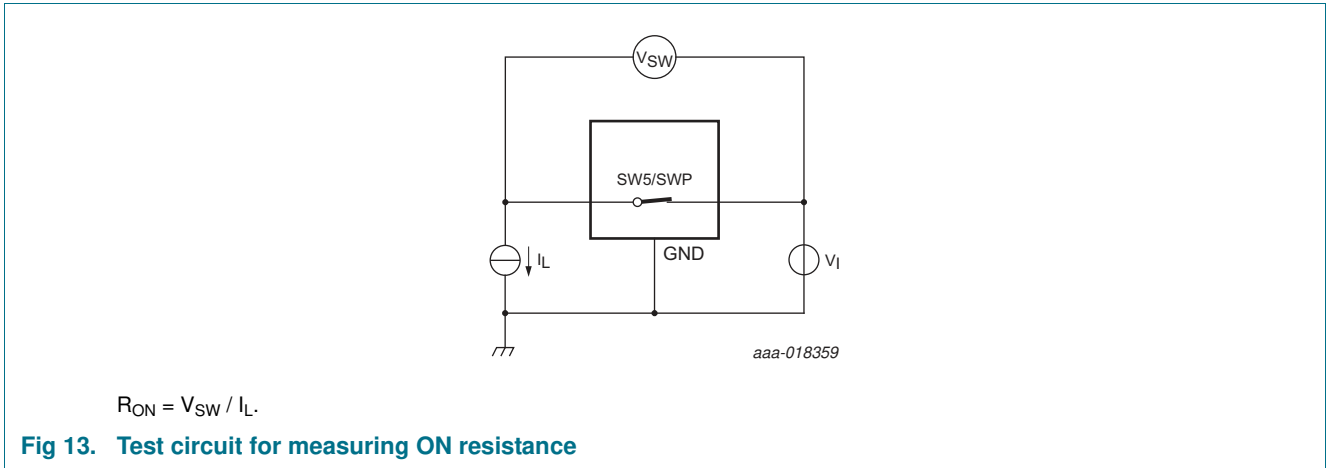 VSW
SW5/SWP
GND
IL
VI
aaa-018359
RON = VSW / IL.
Fig 13. Test circuit for measuring ON resistance